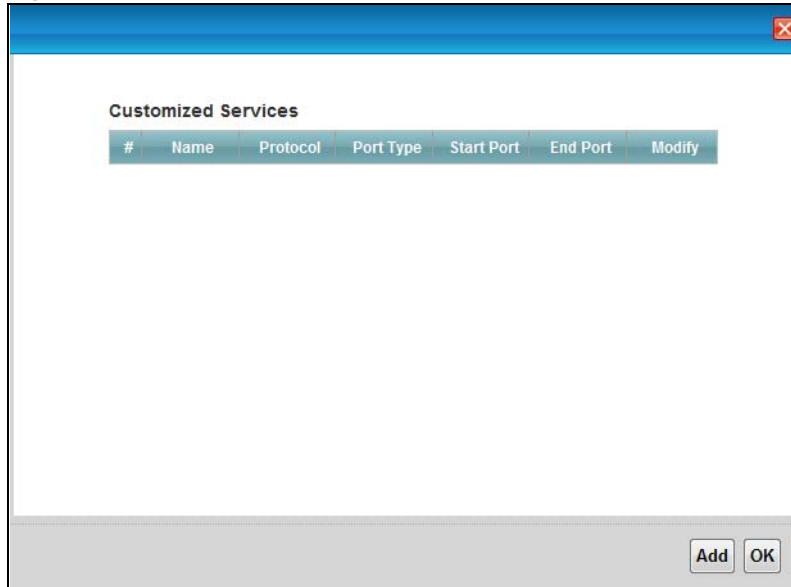 Customized Services
# Name Protocol Port Type Start Port End Port Modify
Add OK